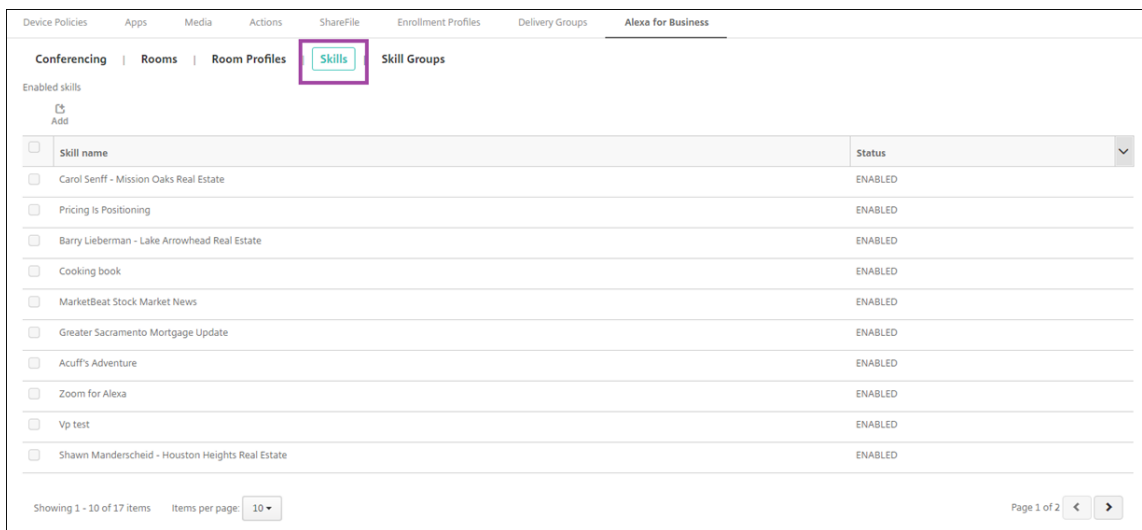 Device Policies Apps Media Actions ShareFile Enrollment Profiles Delivery Groups Alexa for Business
Conferencing | Rooms | Room Profiles | Skills | Skill Groups
Enabled skills
Add
Skill name Status
Carol Senff - Mission Oaks Real Estate ENABLED
Pricing Is Positioning ENABLED
Barry Lieberman - Lake Arrowhead Real Estate ENABLED
Cooking book ENABLED
MarketBeat Stock Market News ENABLED
Greater Sacramento Mortgage Update ENABLED
Acuff's Adventure ENABLED
Zoom for Alexa ENABLED
Vp test ENABLED
Shawn Manderscheid - Houston Heights Real Estate ENABLED
Showing 1 - 10 of 17 items Items per page: 10 Page 1 of 2